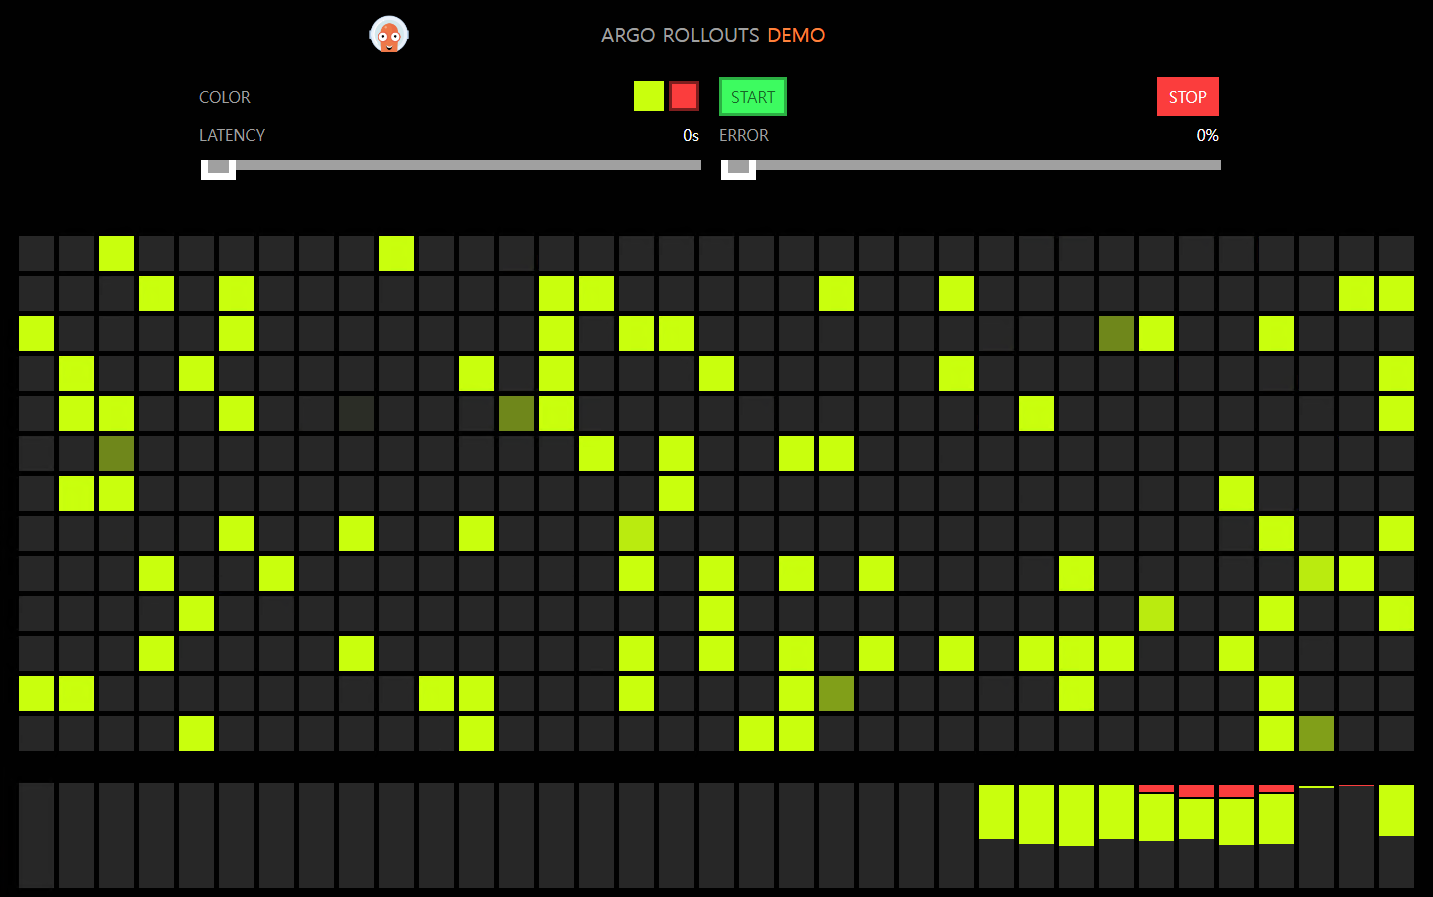 ARGO ROLLOUTS DEMO
COLOR
START
STOP
LATENCY
0s
ERROR
0%